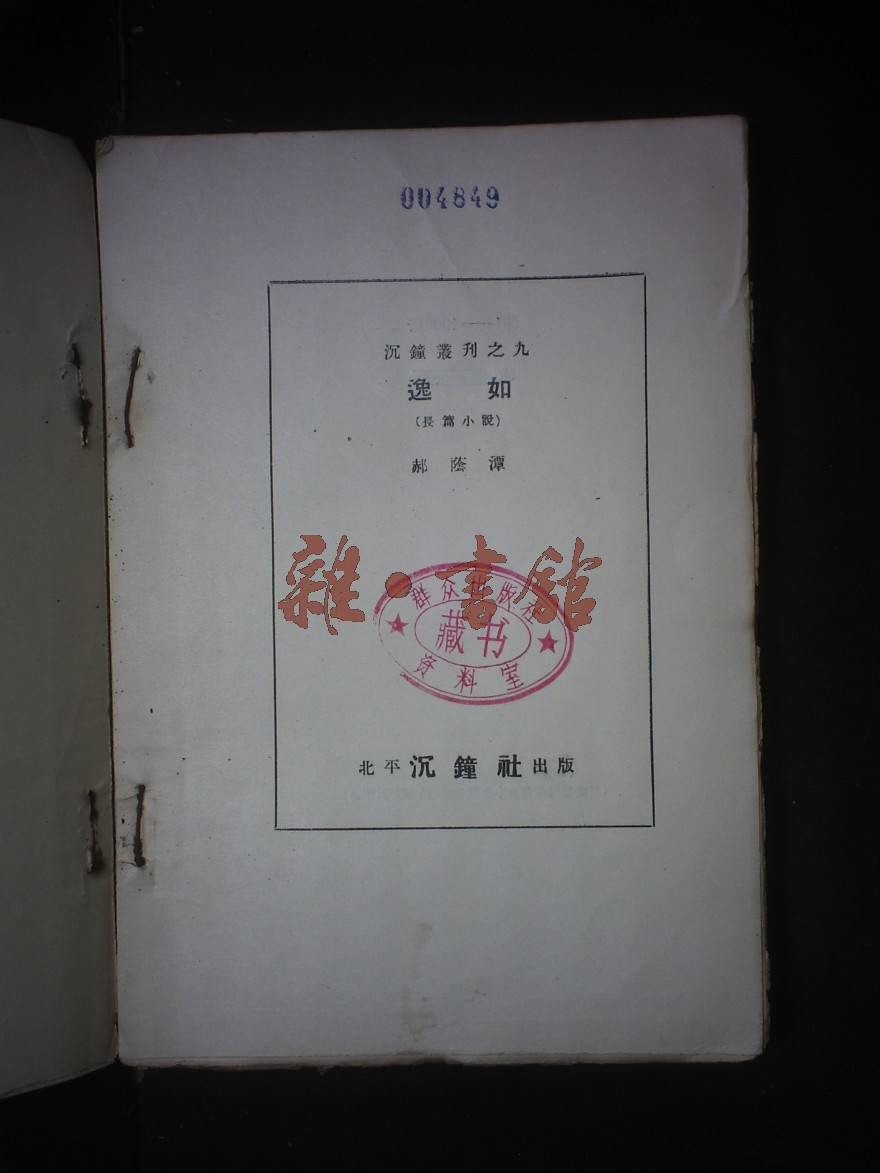 004849
沉鐘叢刊之九
逸如
(長篇小說)
郝蔭潭
雜·書館
群众出版社
藏书
资料室
北平沉鐘社出版